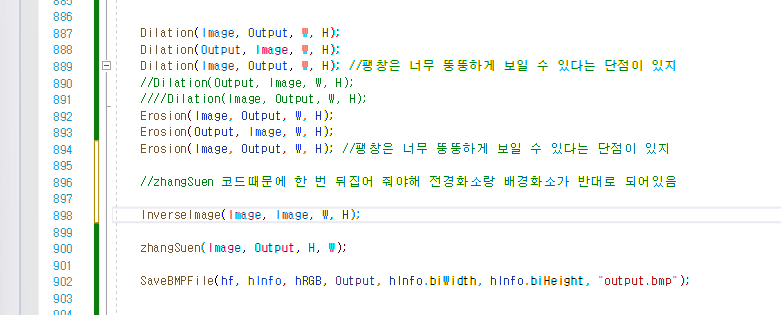 885
886
887 Dilation(Image, Output, W, H);
888 Dilation(Output, Image, W, H);
889 Dilation(Image, Output, W, H); //팽창은 너무 뚱뚱하게 보일 수 있다는 단점이 있지
890 //Dilation(Output, Image, W, H);
891 ////Dilation(Image, Output, W, H);
892 Erosion(Image, Output, W, H);
893 Erosion(Output, Image, W, H);
894 Erosion(Image, Output, W, H); //팽창은 너무 뚱뚱하게 보일 수 있다는 단점이 있지
895
896 //zhangSuen 코드때문에 한 번 뒤집어 줘야해 전경화소랑 배경화소가 반대로 되어있음
897
898 InverseImage(Image, Image, W, H);
899
900 zhangSuen(Image, Output, H, W);
901
902 SaveBMPFile(hf, hInfo, hRGB, Output, hInfo.biWidth, hInfo.biHeight, "output.bmp");
903
904